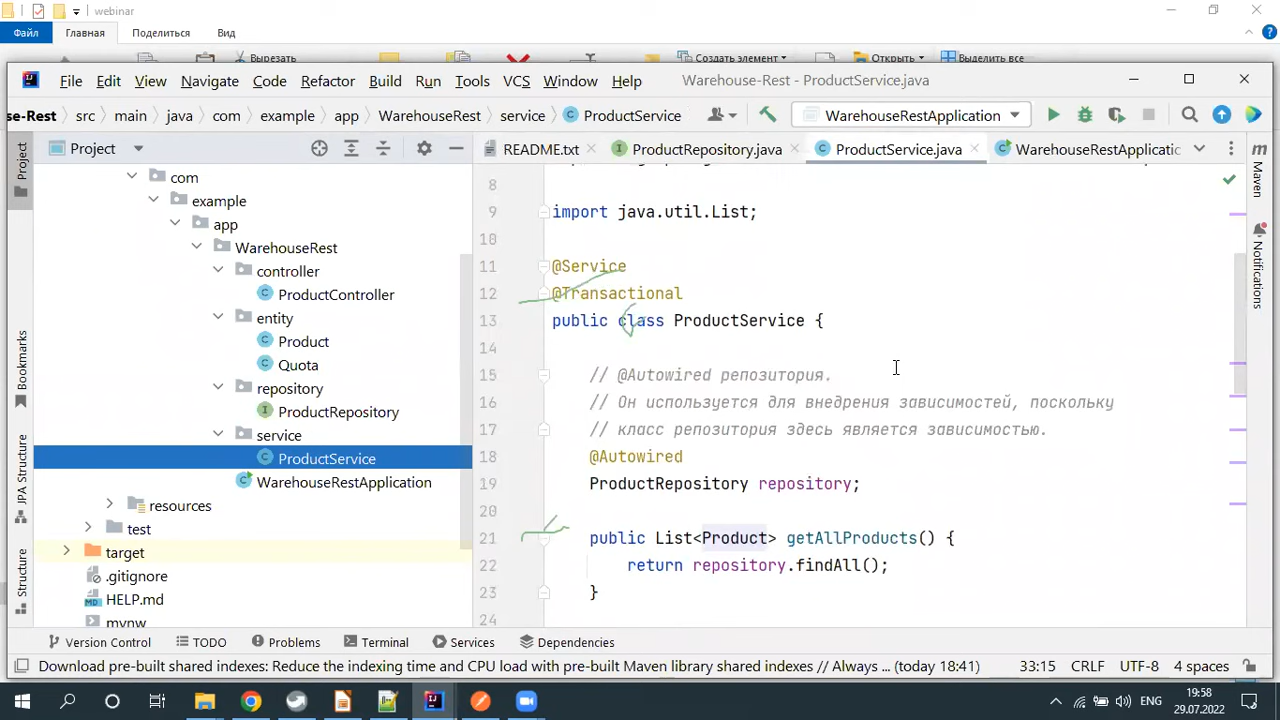 webinar
Файл Главная Поделиться Вид
Вырезать Создать элемент Открыть Выделить все
File Edit View Navigate Code Refactor Build Run Tools VCS Window Help Warehouse-Rest - ProductService.java
se-Rest src main java com example app WarehouseRest service ProductService WarehouseRestApplication
Project README.txt ProductRepository.java ProductService.java WarehouseRestApplicatic
Project
Bookmarks
JPA Structure
Structure
com
example
app
WarehouseRest
controller
ProductController
entity
Product
Quota
repository
ProductRepository
service
ProductService
WarehouseRestApplication
resources
test
target
.gitignore
HELP.md
mvnw
8
9 import java.util.List;
10
11 @Service
12 @Transactional
13 public class ProductService {
14
15 // @Autowired репозитория.
16 // Он используется для внедрения зависимостей, поскольку
17 // класс репозитория здесь является зависимостью.
18 @Autowired
19 ProductRepository repository;
20
21 public List<Product> getAllProducts() {
22 return repository.findAll();
23 }
24
Maven
Notifications
Version Control TODO Problems Terminal Services Dependencies
Download pre-built shared indexes: Reduce the indexing time and CPU load with pre-built Maven library shared indexes // Always ... (today 18:41) 33:15 CRLF UTF-8 4 spaces
ENG 19:58
29.07.2022